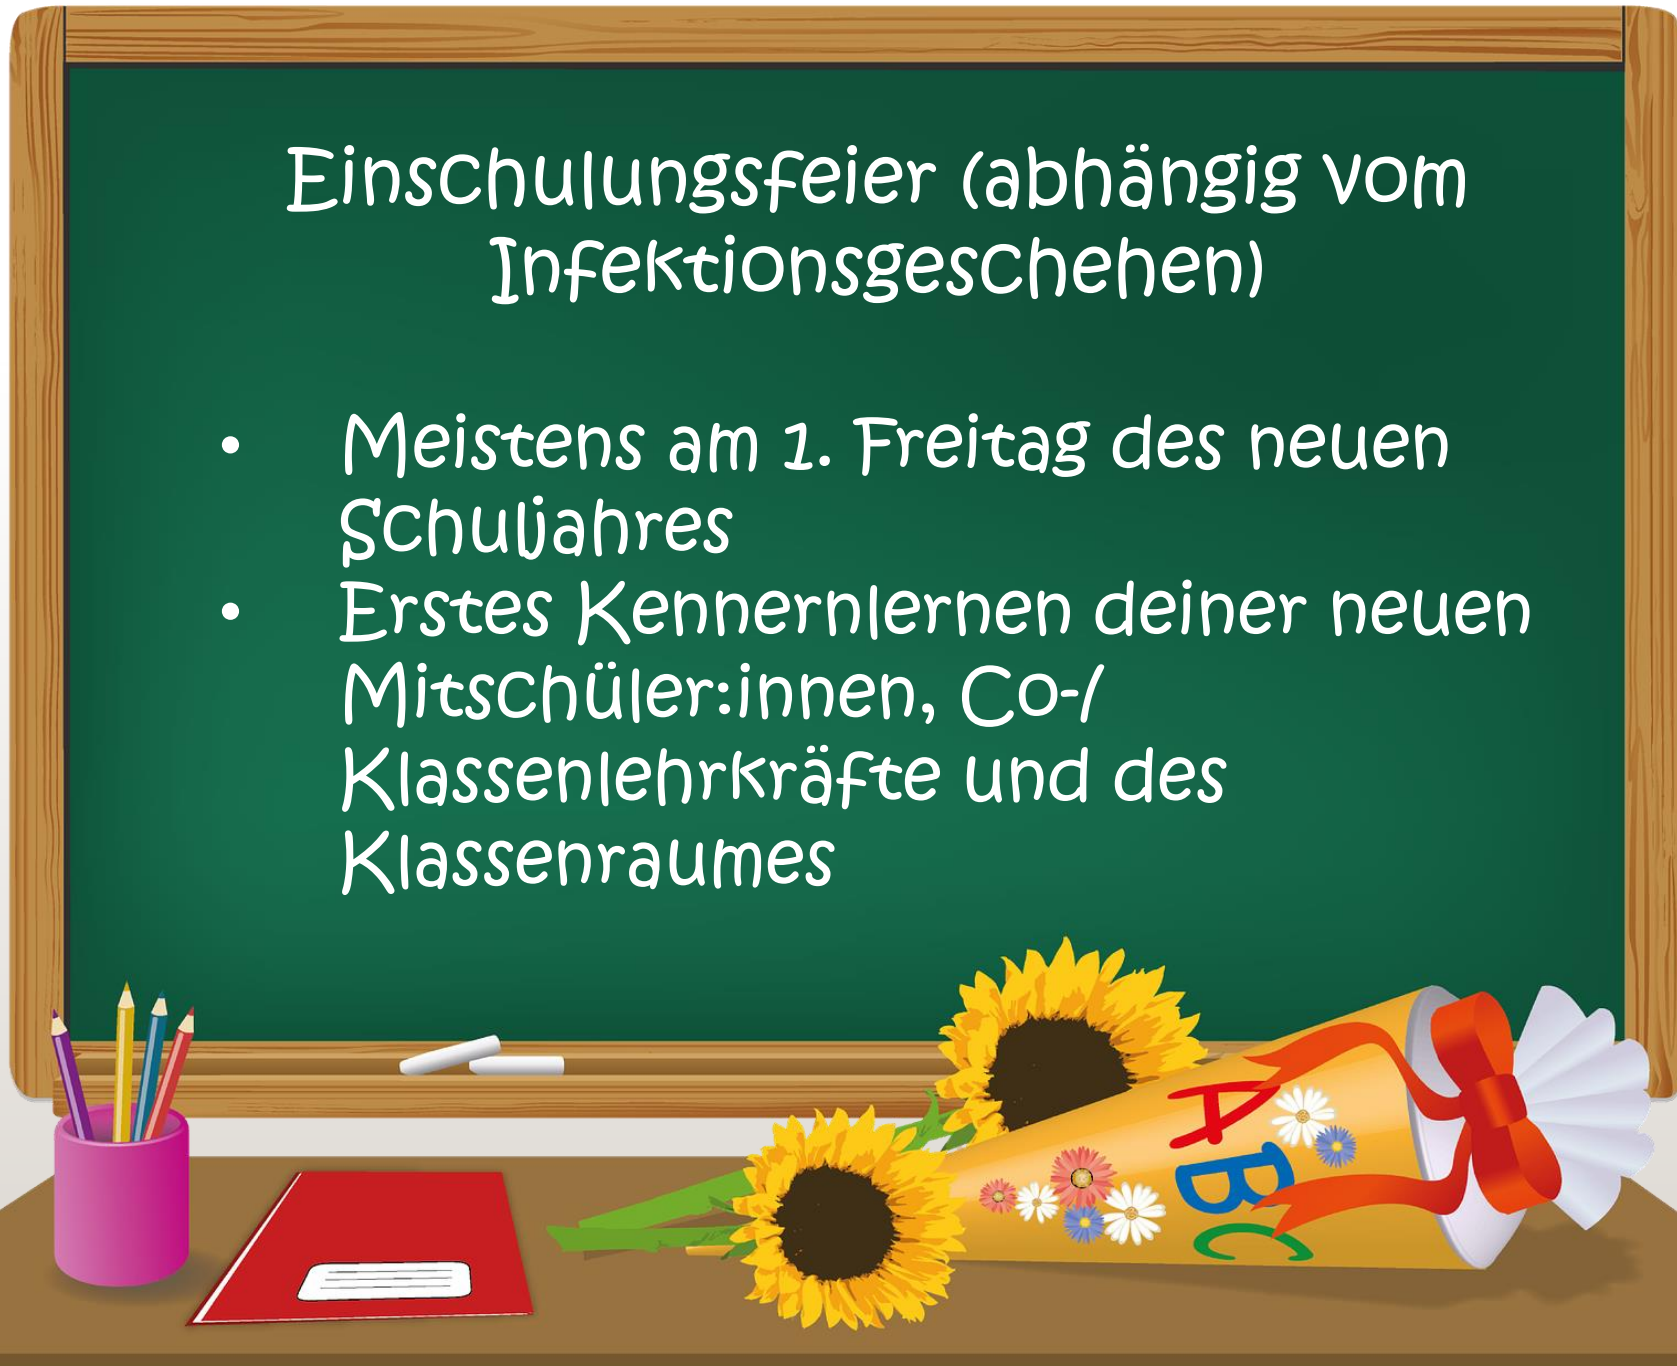 Einschulungsfeier (abhängig vom
Infektionsgeschehen)
• Meistens am 1. Freitag des neuen
Schuljahres
• Erstes Kennernlernen deiner neuen
Mitschüler:innen, Co-/
Klassenlehrkräfte und des
Klassenraumes
A
B
C